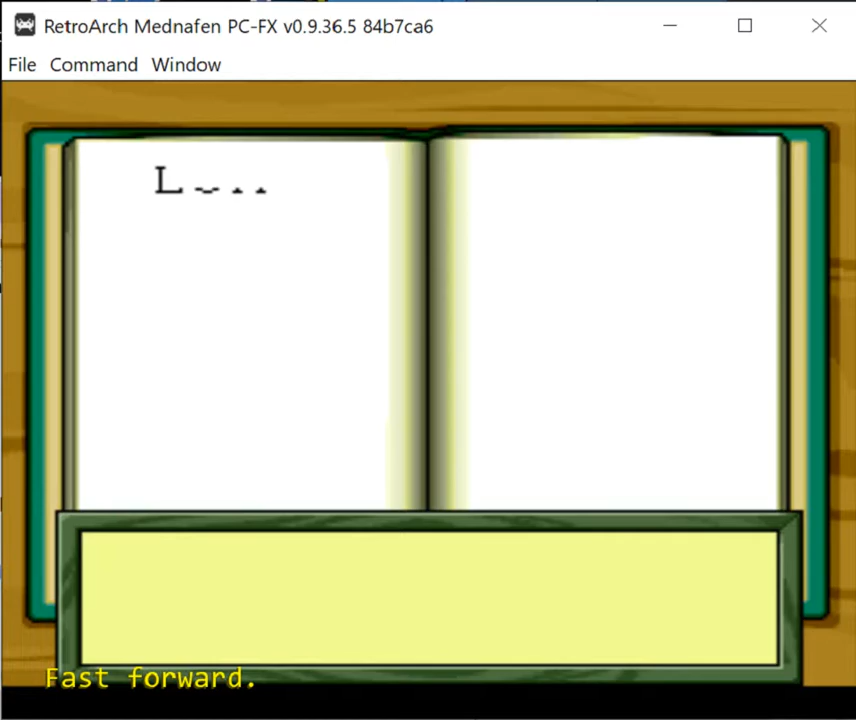 RetroArch Mednafen PC-FX v0.9.36.5 84b7ca6
File Command Window
Fast forward.